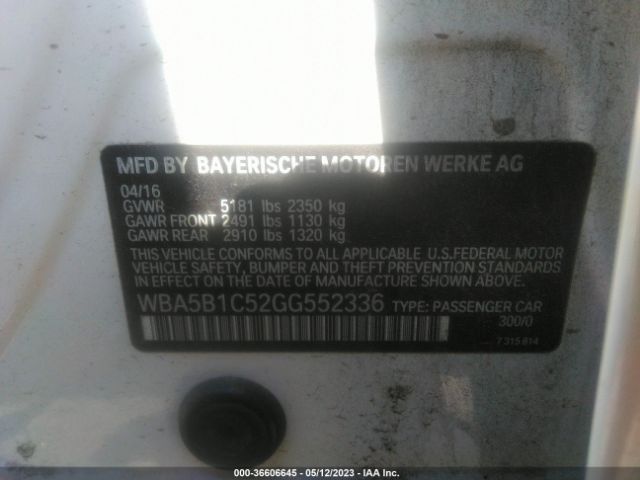 MFD BY BAYERISCHE MOTOREN WERKE AG
04/16
GVWR 5181 lbs 2350 kg
GAWR FRONT 2491 lbs 1130 kg
GAWR REAR 2910 lbs 1320 kg
THIS VEHICLE CONFORMS TO ALL APPLICABLE U.S.FEDERAL MOTOR
VEHICLE SAFETY, BUMPER AND THEFT PREVENTION STANDARDS
IN EFFECT ON THE DATE OF MANUFACTURE SHOWN ABOVE.
WBA5B1C52GG552336 TYPE: PASSENGER CAR
300/0
7315814
000-36606645 - 05/12/2023 - IAA Inc.